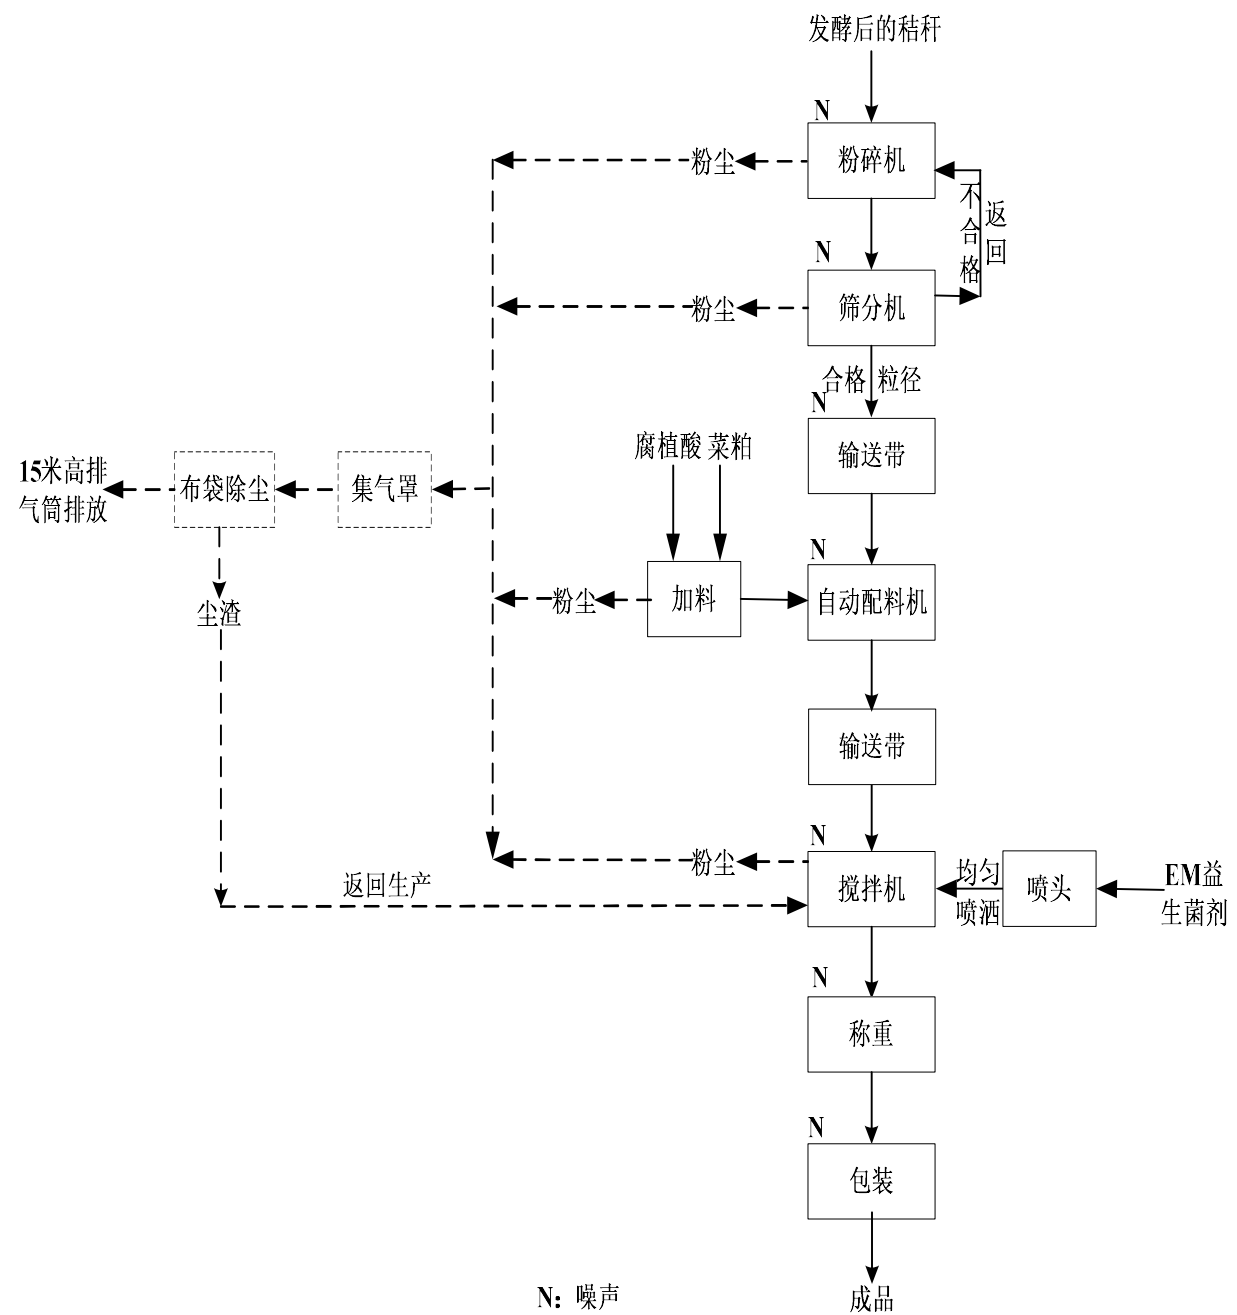 发酵后的秸秆
N
粉尘
粉碎机
不合格
返回
N
粉尘
筛分机
合格 粒径
N
腐植酸 菜粕
输送带
15米高排
气筒排放
布袋除尘
集气罩
N
粉尘
加料
自动配料机
尘渣
输送带
N
粉尘
搅拌机
均匀
喷洒
喷头
EM益
生菌剂
返回生产
N
称重
N
包装
N：噪声
成品